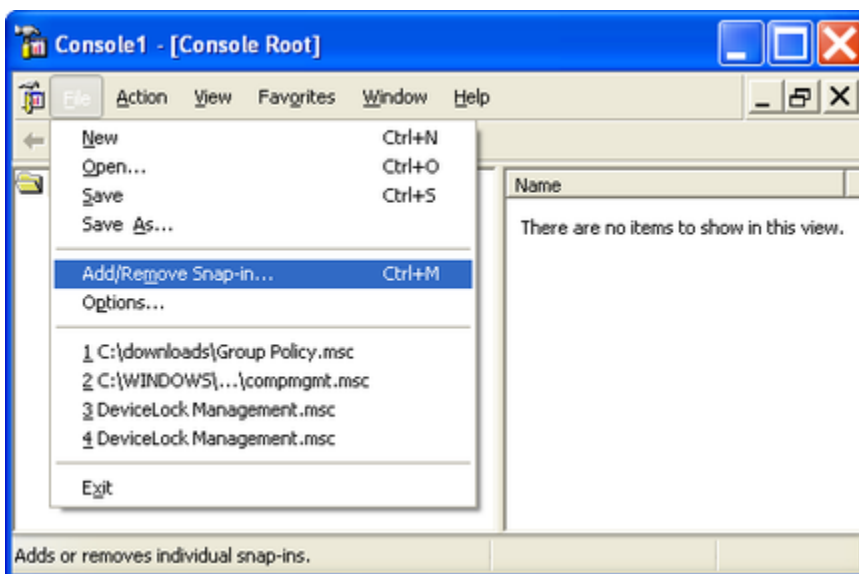 Console1 - [Console Root]
File Action View Favorites Window Help
New Ctrl+N
Open... Ctrl+O
Save Ctrl+S
Save As...
Add/Remove Snap-in... Ctrl+M
Options...
1 C:\downloads\Group Policy.msc
2 C:\WINDOWS\...\compmgmt.msc
3 DeviceLock Management.msc
4 DeviceLock Management.msc
Exit
Name
There are no items to show in this view.
Adds or removes individual snap-ins.